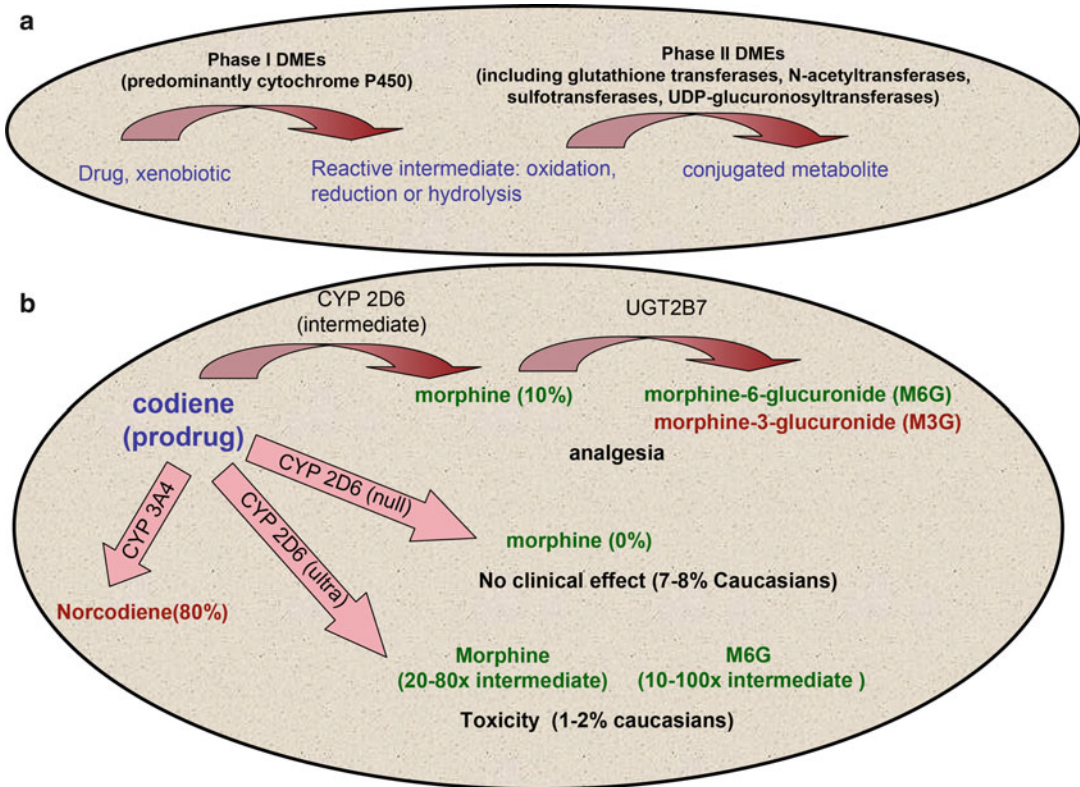 a
Phase I DMEs
(predominantly cytochrome P450)
Phase II DMEs
(including glutathione transferases, N-acetyltransferases,
sulfotransferases, UDP-glucuronosyltransferases)
Drug, xenobiotic
Reactive intermediate: oxidation,
reduction or hydrolysis
conjugated metabolite
b
CYP 2D6
(intermediate)
UGT2B7
codiene
(prodrug)
morphine (10%)
morphine-6-glucuronide (M6G)
morphine-3-glucuronide (M3G)
analgesia
CYP 2D6 (null)
CYP 3A4
CYP 2D6 (ultra)
morphine (0%)
No clinical effect (7-8% Caucasians)
Norcodiene(80%)
Morphine
(20-80x intermediate)
M6G
(10-100x intermediate )
Toxicity (1-2% caucasians)